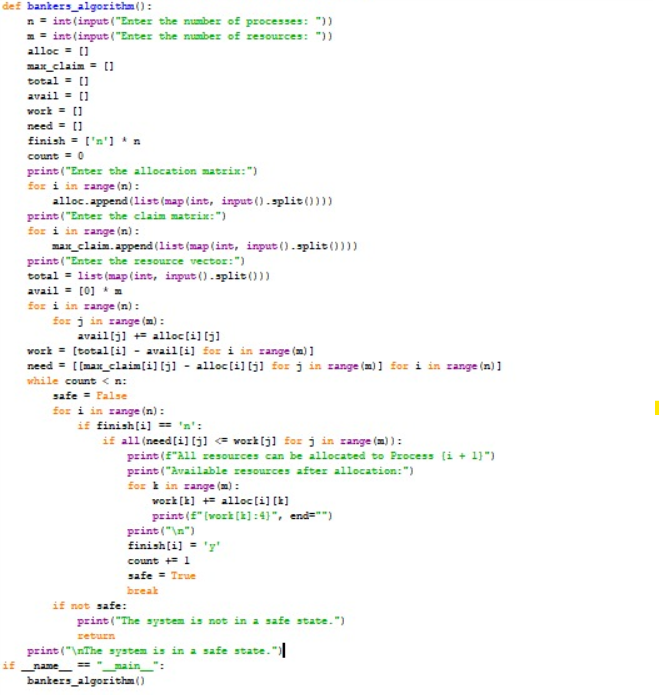 def bankers_algorithm():
    n = int(input("Enter the number of processes: "))
    m = int(input("Enter the number of resources: "))
    alloc = []
    max_claim = []
    total = []
    avail = []
    work = []
    need = []
    finish = ['n'] * n
    count = 0
    print("Enter the allocation matrix:")
    for i in range(n):
        alloc.append(list(map(int, input().split())))
    print("Enter the claim matrix:")
    for i in range(n):
        max_claim.append(list(map(int, input().split())))
    print("Enter the resource vector:")
    total = list(map(int, input().split()))
    avail = [0] * m
    for i in range(n):
        for j in range(m):
            avail[j] += alloc[i][j]
    work = [total[i] - avail[i] for i in range(m)]
    need = [[max_claim[i][j] - alloc[i][j] for j in range(m)] for i in range(n)]
    while count < n:
        safe = False
        for i in range(n):
            if finish[i] == 'n':
                if all(need[i][j] <= work[j] for j in range(m)):
                    print(f"All resources can be allocated to Process {i + 1}")
                    print("Available resources after allocation:")
                    for k in range(m):
                        work[k] += alloc[i][k]
                        print(f"{work[k]:4}", end="")
                    print("\n")
                    finish[i] = 'y'
                    count += 1
                    safe = True
                    break
        if not safe:
            print("The system is not in a safe state.")
            return
    print("\nThe system is in a safe state.")
if __name__ == "__main__":
    bankers_algorithm()